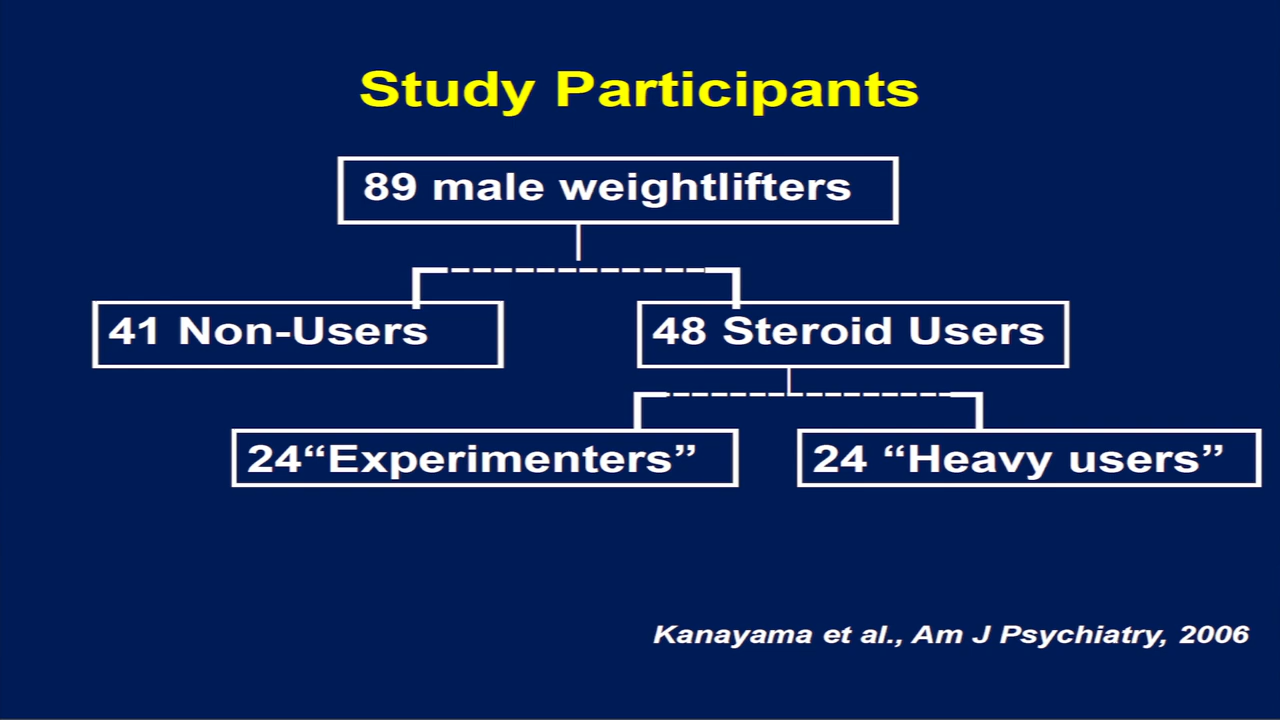 Study Participants
89 male weightlifters
41 Non-Users
48 Steroid Users
24“Experimenters”
24 “Heavy users”
Kanayama et al., Am J Psychiatry, 2006